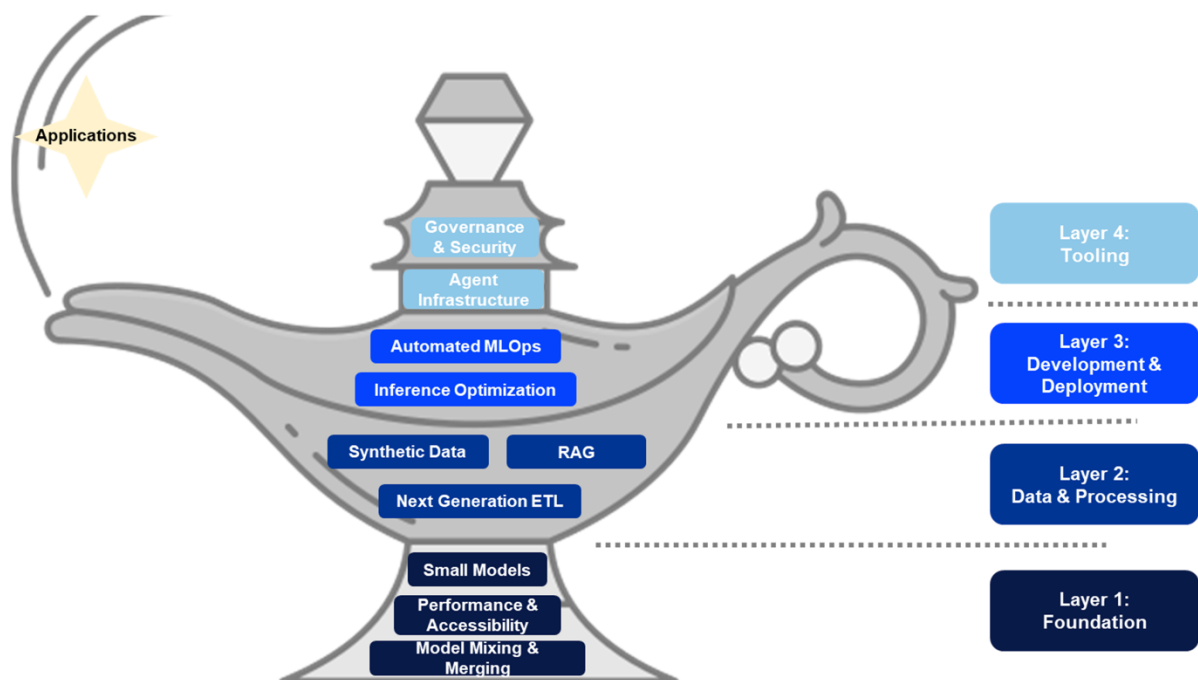 Applications
Governance
& Security
Agent
Infrastructure
Automated MLOps
Inference Optimization
Synthetic Data
RAG
Next Generation ETL
Small Models
Performance &
Accessibility
Model Mixing &
Merging
Layer 4:
Tooling
Layer 3:
Development &
Deployment
Layer 2:
Data & Processing
Layer 1:
Foundation